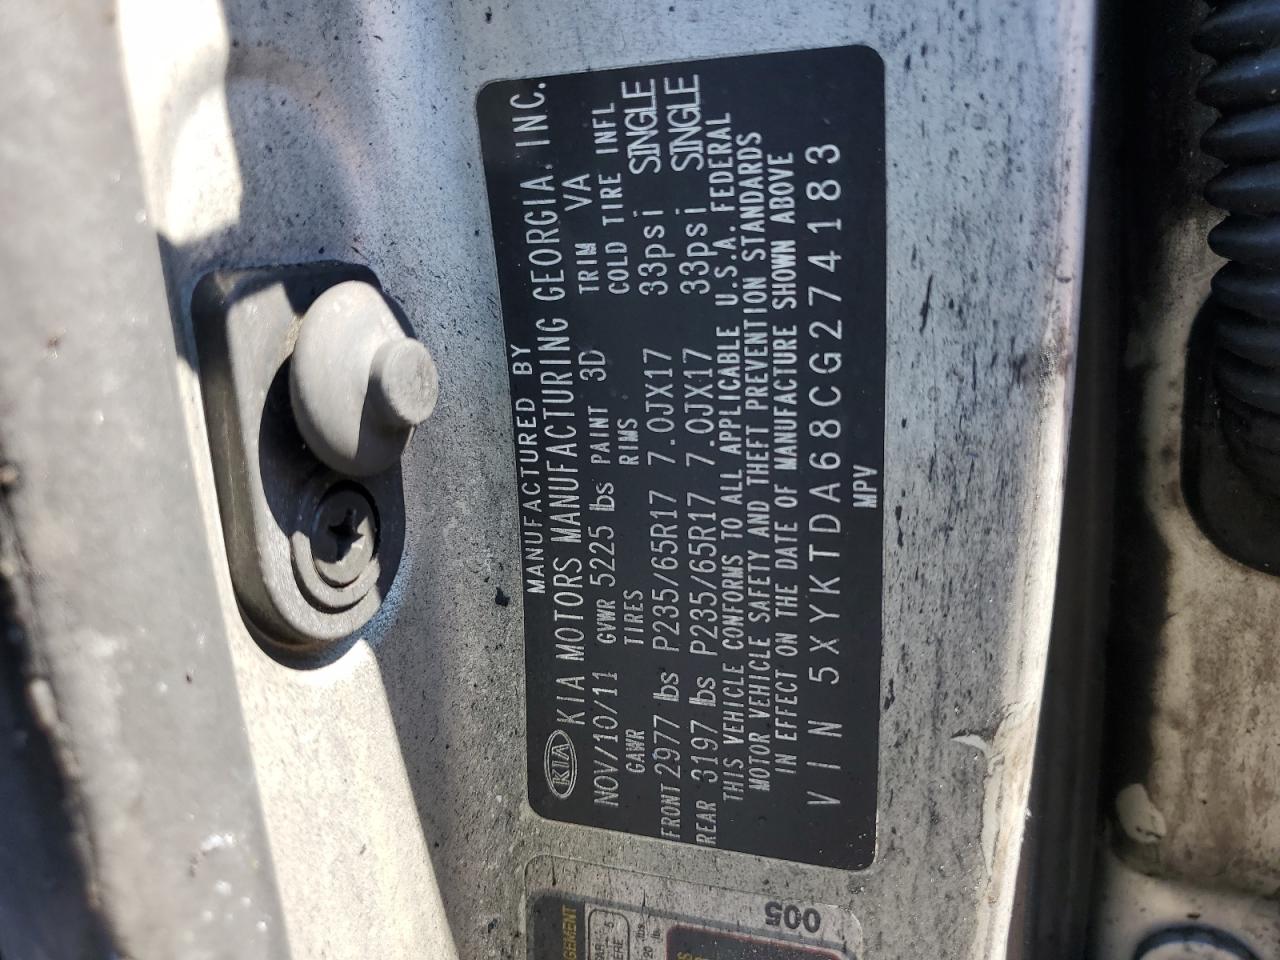 MANUFACTURED BY
KIA KIA MOTORS MANUFACTURING GEORGIA. INC.
NOV/10/11 GVWR 5225 lbs PAINT 3D TRIM VA
GAWR TIRES RIMS COLD TIRE INFL
FRONT 2977 lbs P235/65R17 7.0JX17 33psi SINGLE
REAR 3197 lbs P235/65R17 7.0JX17 33psi SINGLE
THIS VEHICLE CONFORMS TO ALL APPLICABLE U.S.A. FEDERAL
MOTOR VEHICLE SAFETY AND THEFT PREVENTION STANDARDS
IN EFFECT ON THE DATE OF MANUFACTURE SHOWN ABOVE
VIN 5XYKTDA68CG274183
MPV
005